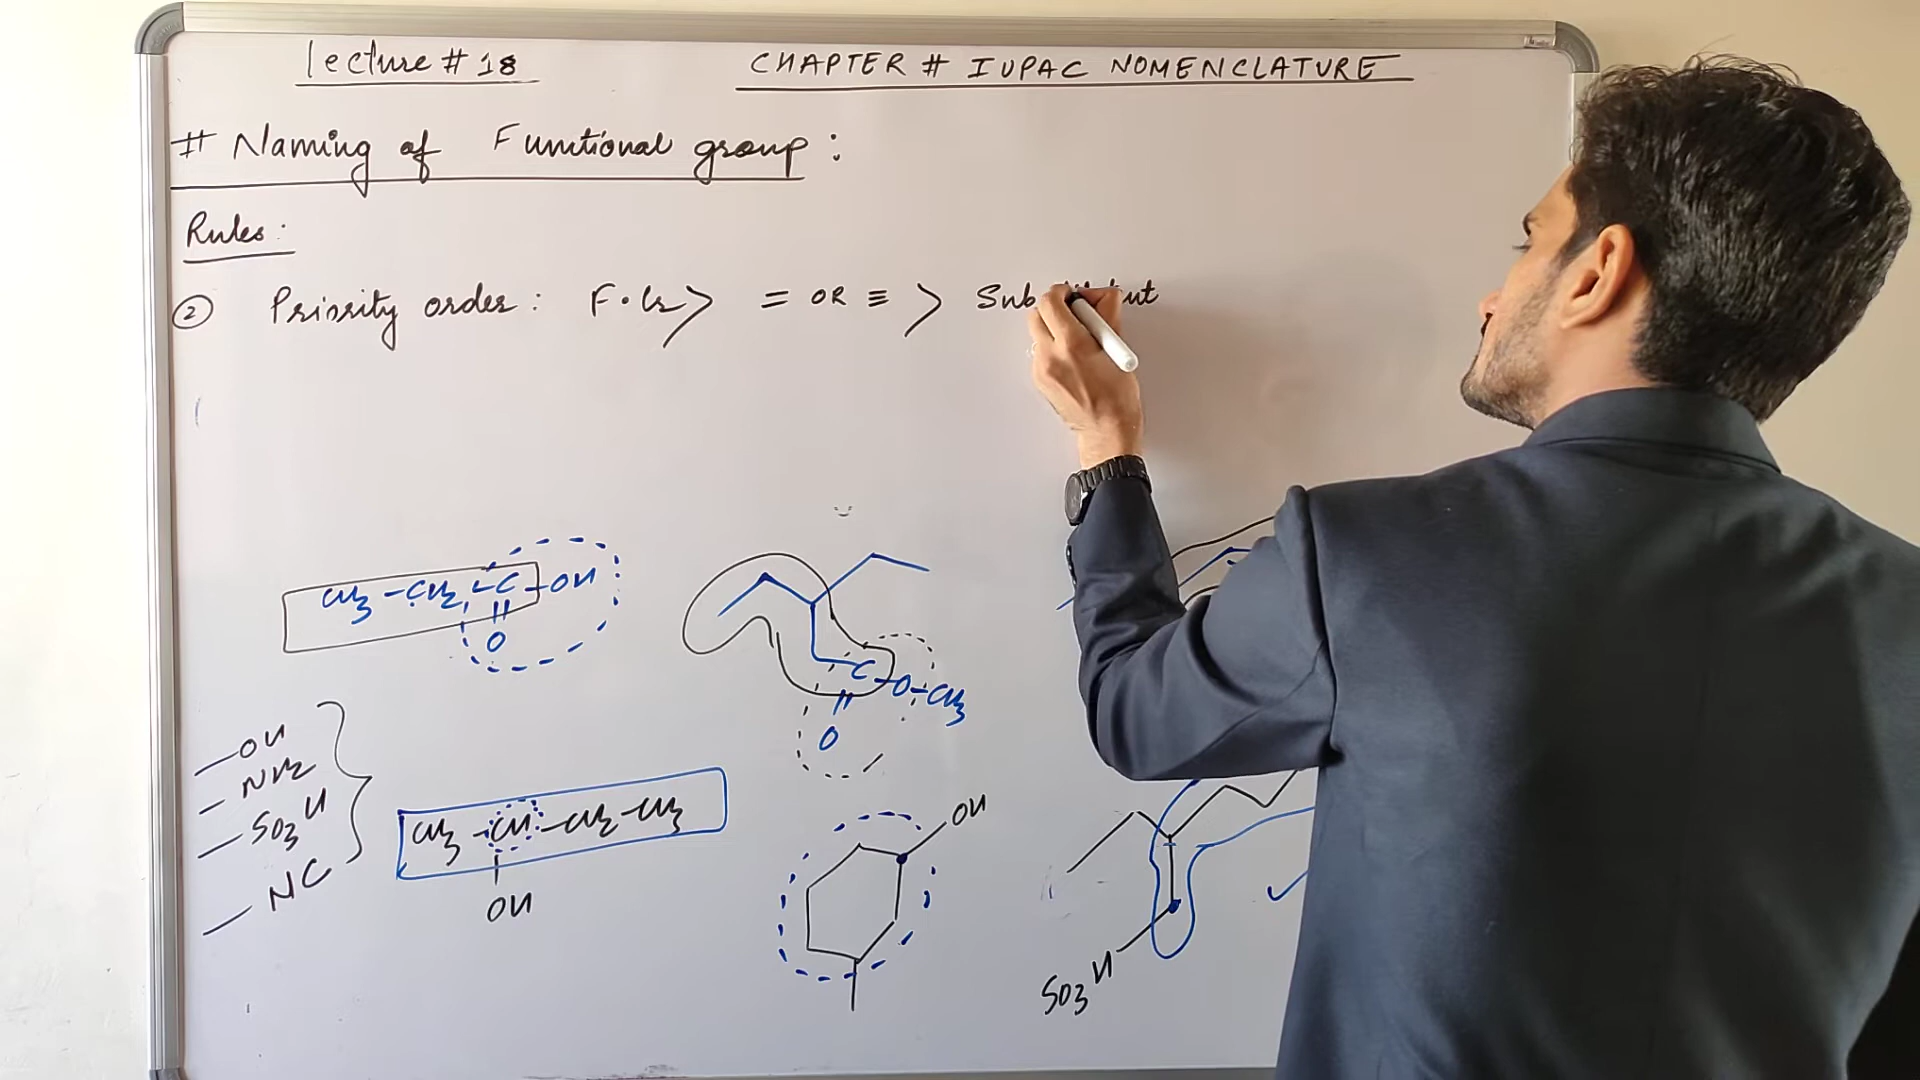 Lecture # 18
CHAPTER # IUPAC NOMENCLATURE
# Naming of Functional group :
Rules:
② Priority order : F.G > = OR ≡ >
CH3 -CH2 -C -OH
O
C -O -CH3
O
-OH
-NH2
-SO3H
-NC
CH3 -CH -CH2 -CH3
OH
OH
SO3H